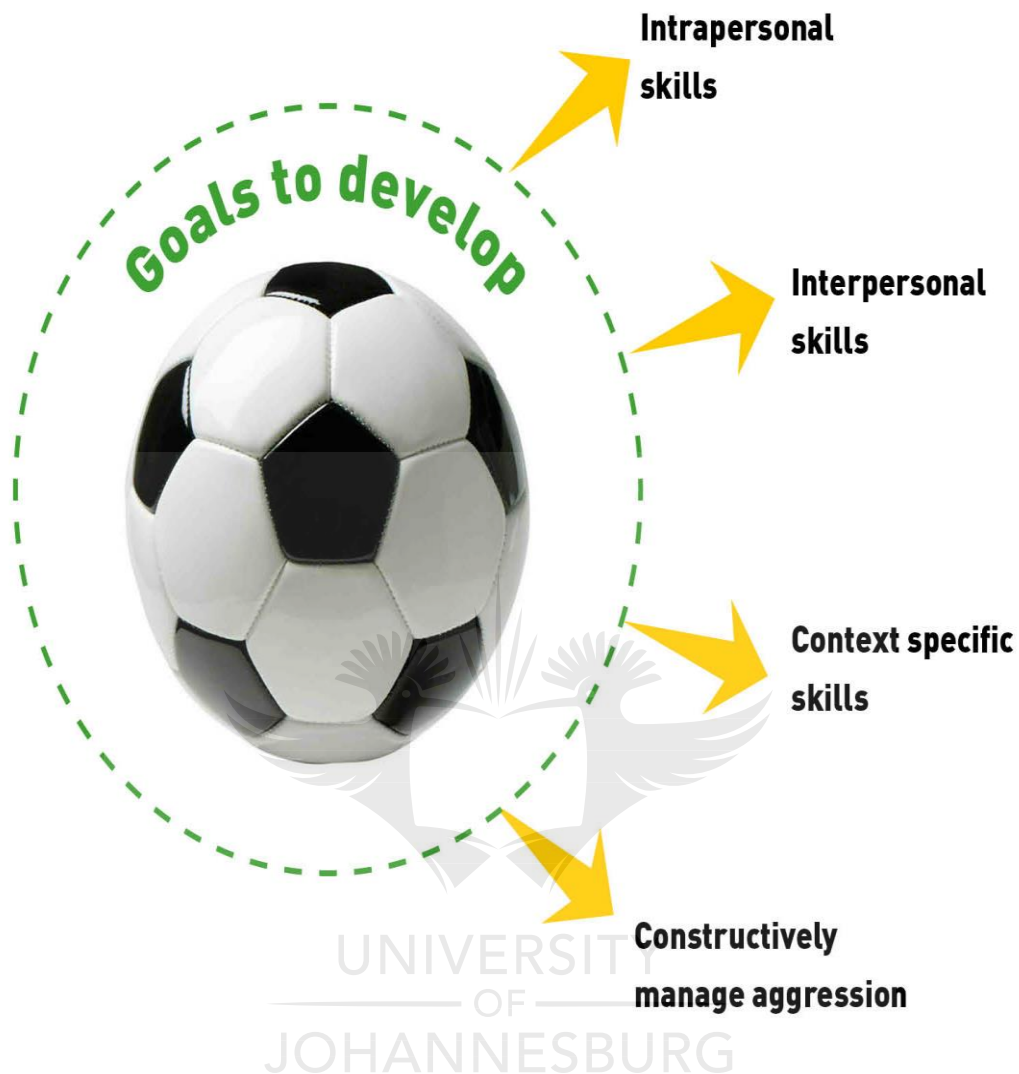 Intrapersonal
skills
Goals to develop
Interpersonal
skills
Context specific
skills
Constructively
manage aggression
UNIVERSITY
OF
JOHANNESBURG